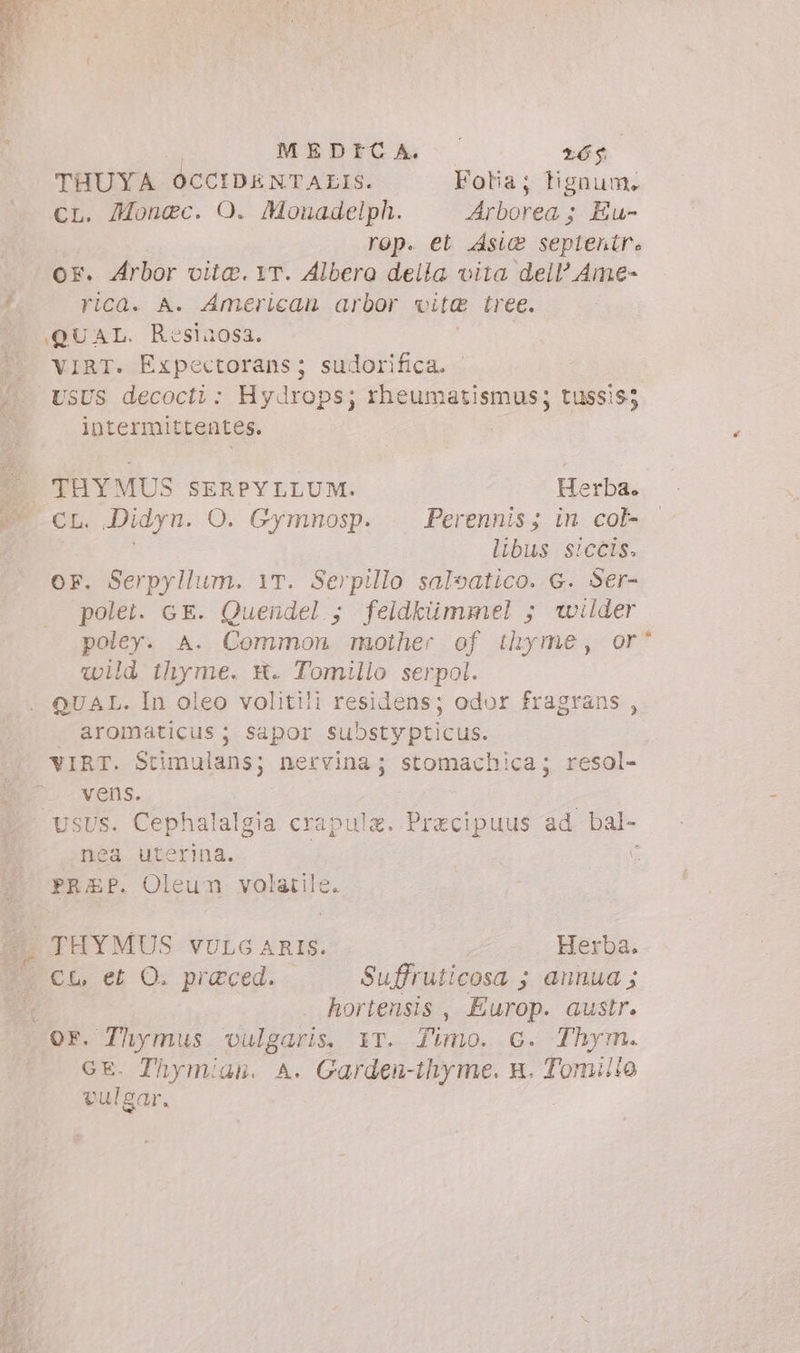 MEDICA. 265
THUYA OCCIDENTALIS. Folia; lignum.
CL. Monœc. O. Monadelph. Arborea; Eu-
rop. et Asiæ septentr.
OF. Arbor vitæ. IT. Albero della vita dell' Ame-
rica. A. American arbor vitæ tree.
QUAL. Resinosa.
VIRT. Expectorans; sudorifica.
USUS decocti: Hydrops; rheumatismus; tussis;
intermittentes.
THYMUS SERPYLLUM. Herba.
CL. Didyn. O. Gymnosp. Perennis; in col-
libus siccis.
OF. Serpyllum. IT. Serpillo salvatico. G. Ser-
polet. GE. Quendel; feldkümmel; wilder
poley. A. Common mother of thyme, or
wild thyme. H. Tomillo serpol.
QUAL. In oleo volitili residens; odor fragrans,
aromaticus; sapor substypticus.
VIRT. Stimulans; nervina; stomachica; resol-
vens.
USUS. Cephalalgia crapulæ. Præcipuus ad bal-
nea uterina.
PRÆP. Oleum volatile.
THYMUS VULGARIS. Herba.
CL. et O. præced. Suffruticosa; annua;
hortensis, Europ. austr.
OF. Thymus vulgaris. IT. Timo. G. Thym.
GE. Thymian. A. Garden-thyme. H. Tomillo
vulgar.